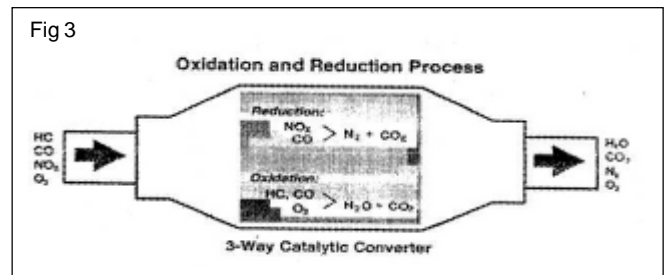 Fig 3
Oxidation and Reduction Process
Reduction:
NOX
CO > N2 + CO2
HC
CO
NOX
O2
Oxidation:
HC, CO
O2 > N2O + CO2
H2O
CO2
N2
O2
3-Way Catalytic Converter